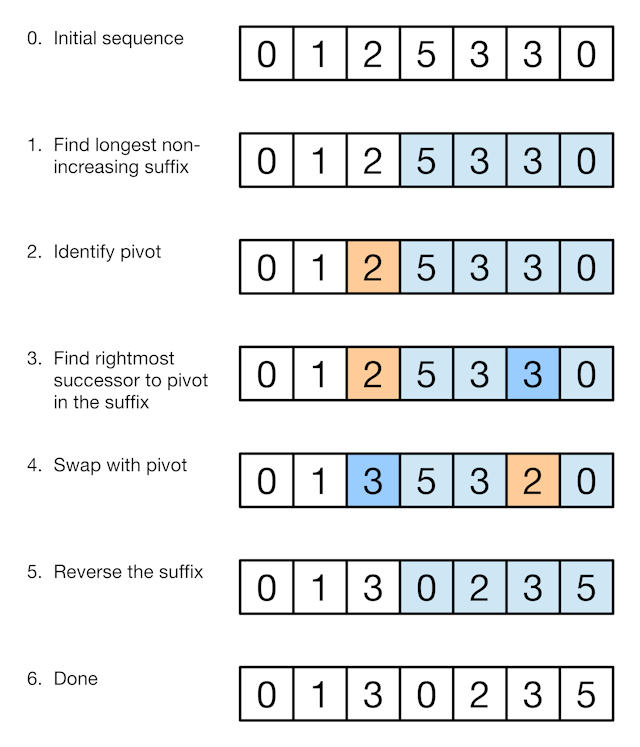 0. Initial sequence
0 1 2 5 3 3 0
1. Find longest non-
increasing suffix
0 1 2 5 3 3 0
2. Identify pivot
0 1 2 5 3 3 0
3. Find rightmost
successor to pivot
in the suffix
0 1 2 5 3 3 0
4. Swap with pivot
0 1 3 5 3 2 0
5. Reverse the suffix
0 1 3 0 2 3 5
6. Done
0 1 3 0 2 3 5